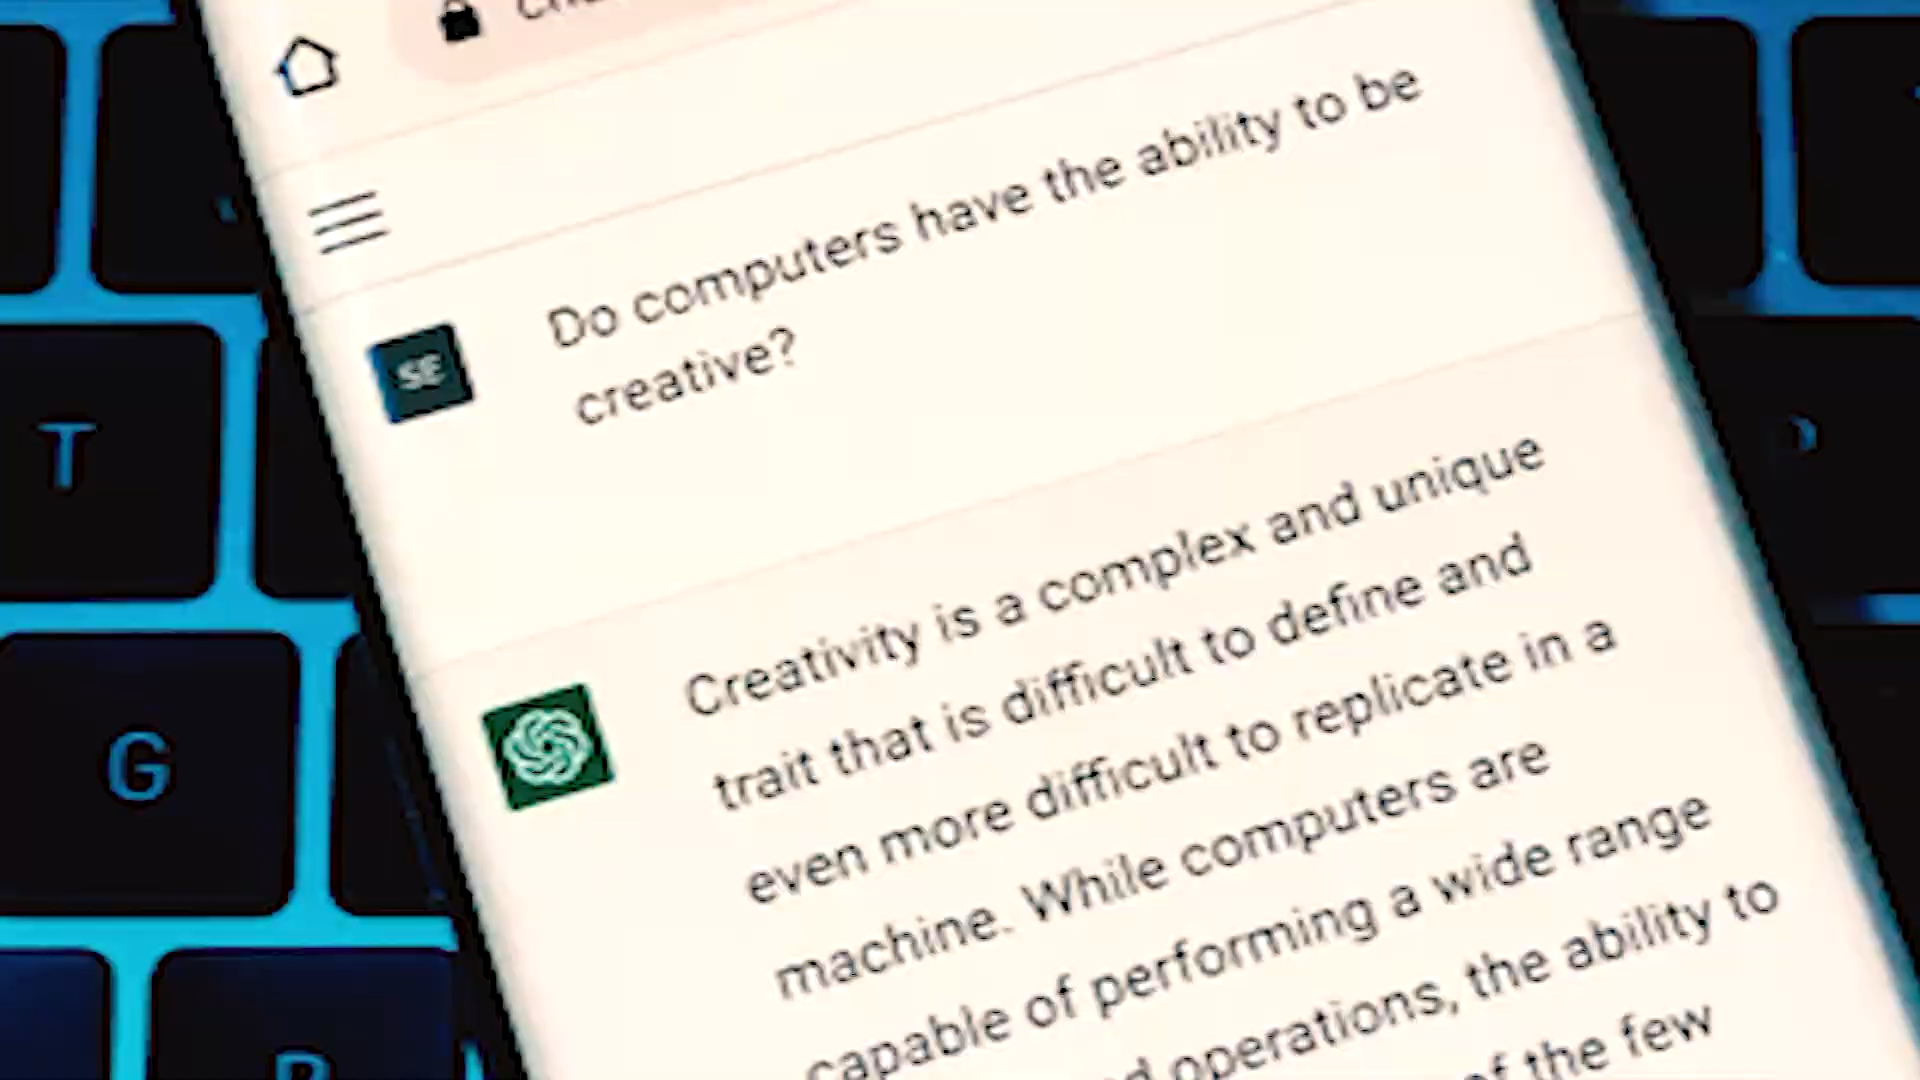 Do computers have the ability to be
creative?
SE
Creativity is a complex and unique
trait that is difficult to define and
even more difficult to replicate in a
machine. While computers are
capable of performing a wide range
operations, the ability to
of the few
T
G